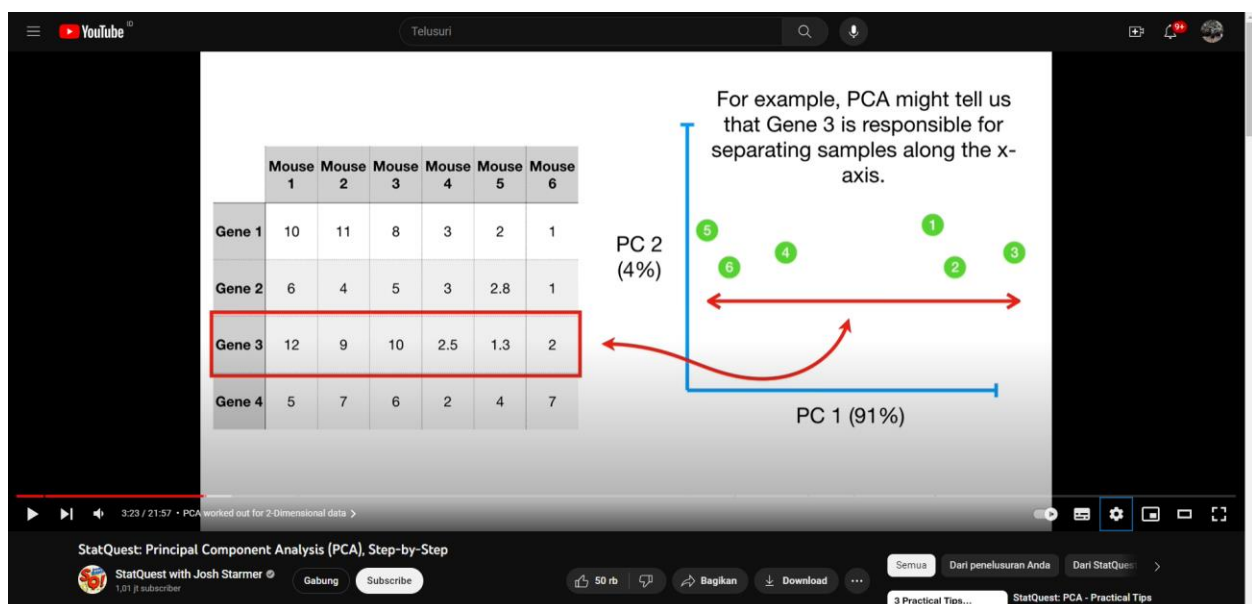 YouTube ID
Telusuri
9+
For example, PCA might tell us
that Gene 3 is responsible for
separating samples along the x-
axis.
Mouse 1 Mouse 2 Mouse 3 Mouse 4 Mouse 5 Mouse 6
Gene 1 10 11 8 3 2 1
Gene 2 6 4 5 3 2.8 1
Gene 3 12 9 10 2.5 1.3 2
Gene 4 5 7 6 2 4 7
PC 2
(4%)
5 6 4 1 2 3
PC 1 (91%)
3:23 / 21:57 • PCA worked out for 2-Dimensional data >
StatQuest: Principal Component Analysis (PCA), Step-by-Step
SQ!
StatQuest with Josh Starmer
1,01 jt subscriber
Gabung
Subscribe
50 rb
Bagikan
Download
Semua
Dari penelusuran Anda
Dari StatQues
3 Practical Tips...
StatQuest: PCA - Practical Tips